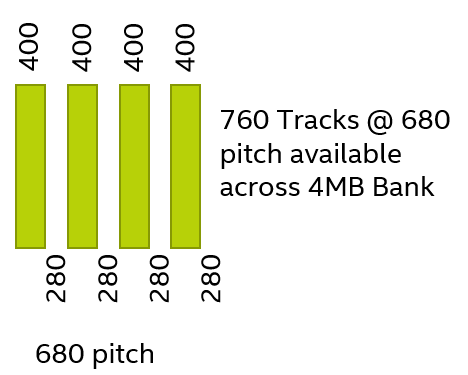 400 400 400 400
760 Tracks @ 680
pitch available
across 4MB Bank
280 280 280 280
680 pitch